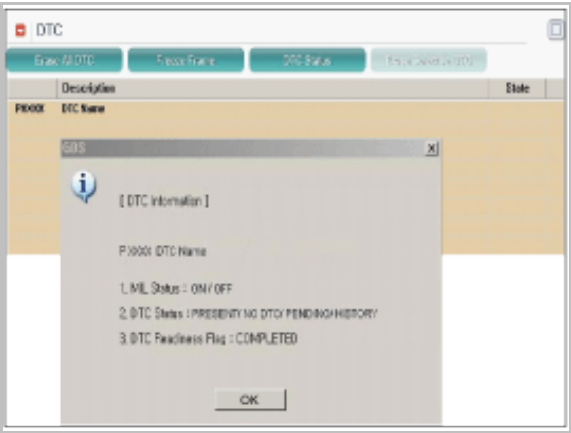 DTC
Erase All DTC Freeze Frame DTC Status
Description State
PXXXX DTC Name
GDS
[ DTC Information ]
PXXXX DTC Name
1. MIL Status : ON / OFF
2. DTC Status : PRESENT/ NO DTC/ PENDING/HISTORY
3. DTC Readiness Flag : COMPLETED
OK